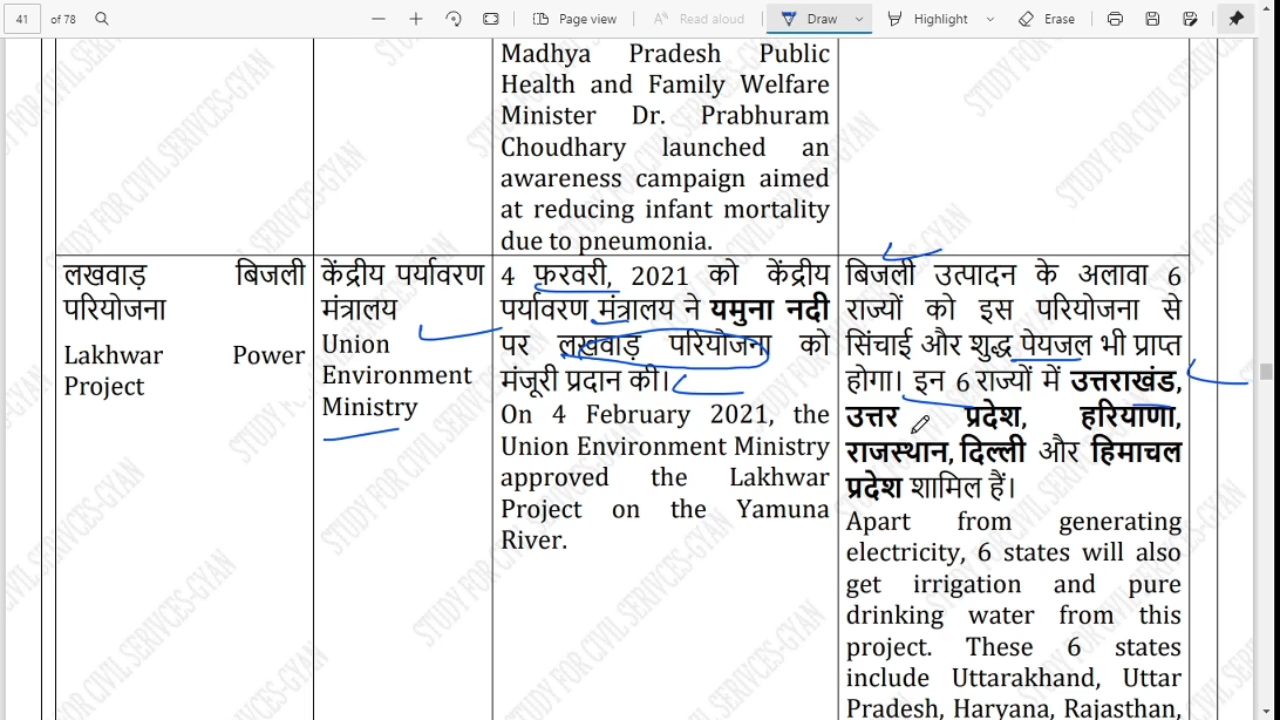 41 of 78 Page view Read aloud Draw Highlight Erase
Madhya Pradesh Public
Health and Family Welfare
Minister Dr. Prabhuram
Choudhary launched an
awareness campaign aimed
at reducing infant mortality
due to pneumonia.
लखवाड़ बिजली
परियोजना
Lakhwar Power
Project
केंद्रीय पर्यावरण
मंत्रालय
Union
Environment
Ministry
4 फरवरी, 2021 को केंद्रीय
पर्यावरण मंत्रालय ने यमुना नदी
पर लखवाड़ परियोजना को
मंजूरी प्रदान की।
On 4 February 2021, the
Union Environment Ministry
approved the Lakhwar
Project on the Yamuna
River.
बिजली उत्पादन के अलावा 6
राज्यों को इस परियोजना से
सिंचाई और शुद्ध पेयजल भी प्राप्त
होगा। इन 6 राज्यों में उत्तराखंड,
उत्तर प्रदेश, हरियाणा,
राजस्थान, दिल्ली और हिमाचल
प्रदेश शामिल हैं।
Apart from generating
electricity, 6 states will also
get irrigation and pure
drinking water from this
project. These 6 states
include Uttarakhand, Uttar
Pradesh, Haryana, Rajasthan,
STUDY FOR CIVIL SERIVCES-GYAN